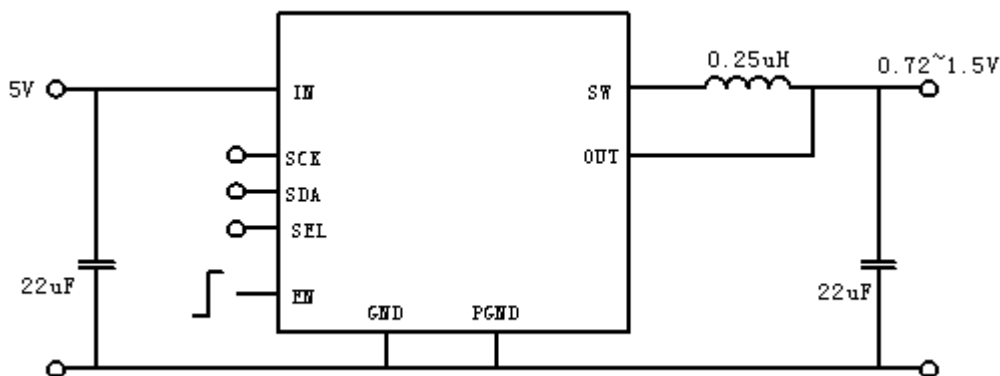 0.25uH
0.72~1.5V
5V
IN
SW
SCK
OUT
SDA
SEL
22uF
22uF
EN
GND
PGND